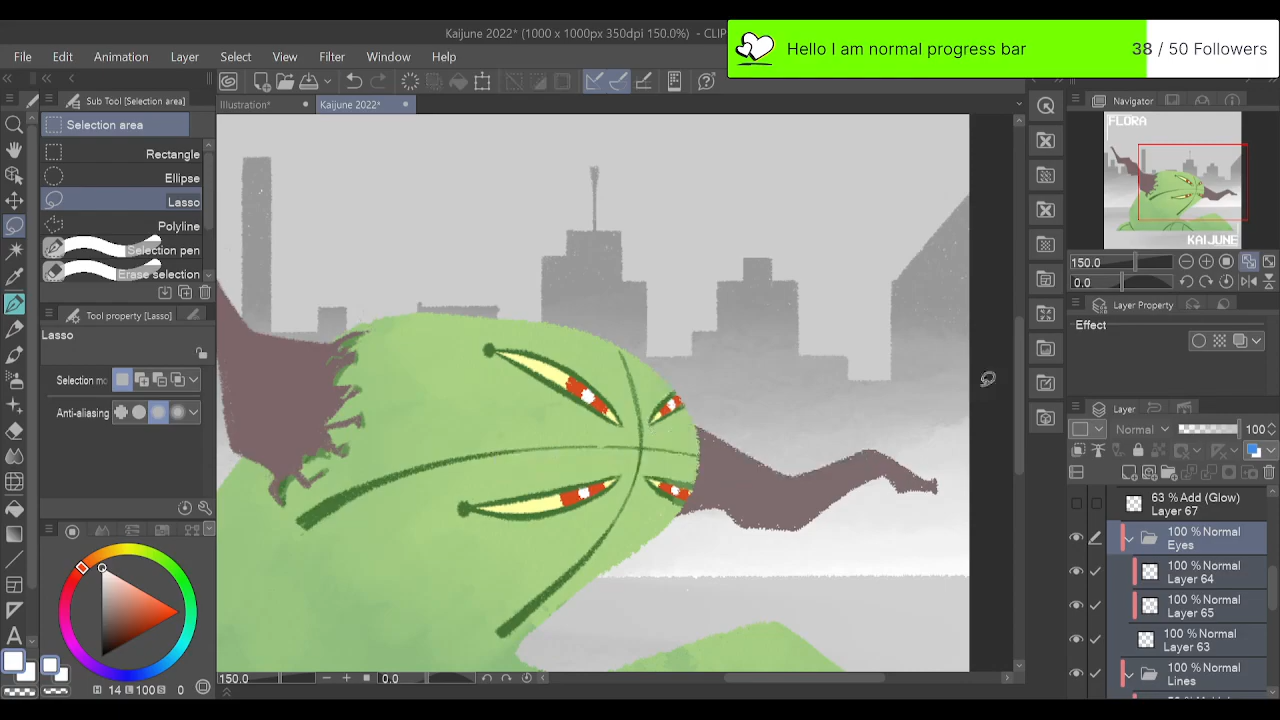 Kaijune 2022* (1000 x 1000px 350dpi 150.0%) - CLIP
Hello I am normal progress bar
38 / 50 Followers
File Edit Animation Layer Select View Filter Window Help
Sub Tool [Selection area]
Illustration*
Kaijune 2022*
Navigator
Selection area
Rectangle
Ellipse
Lasso
Polyline
Selection pen
Erase selection
FLORA
KAIJUNE
150.0
0.0
Tool property [Lasso]
Lasso
Selection mo
Anti-aliasing
Layer Property
Effect
Layer
Normal
100
63 % Add (Glow)
Layer 67
100 % Normal
Eyes
100 % Normal
Layer 64
100 % Normal
Layer 65
100 % Normal
Layer 63
100 % Normal
Lines
A
H 14 L 100 S 0
150.0
0.0